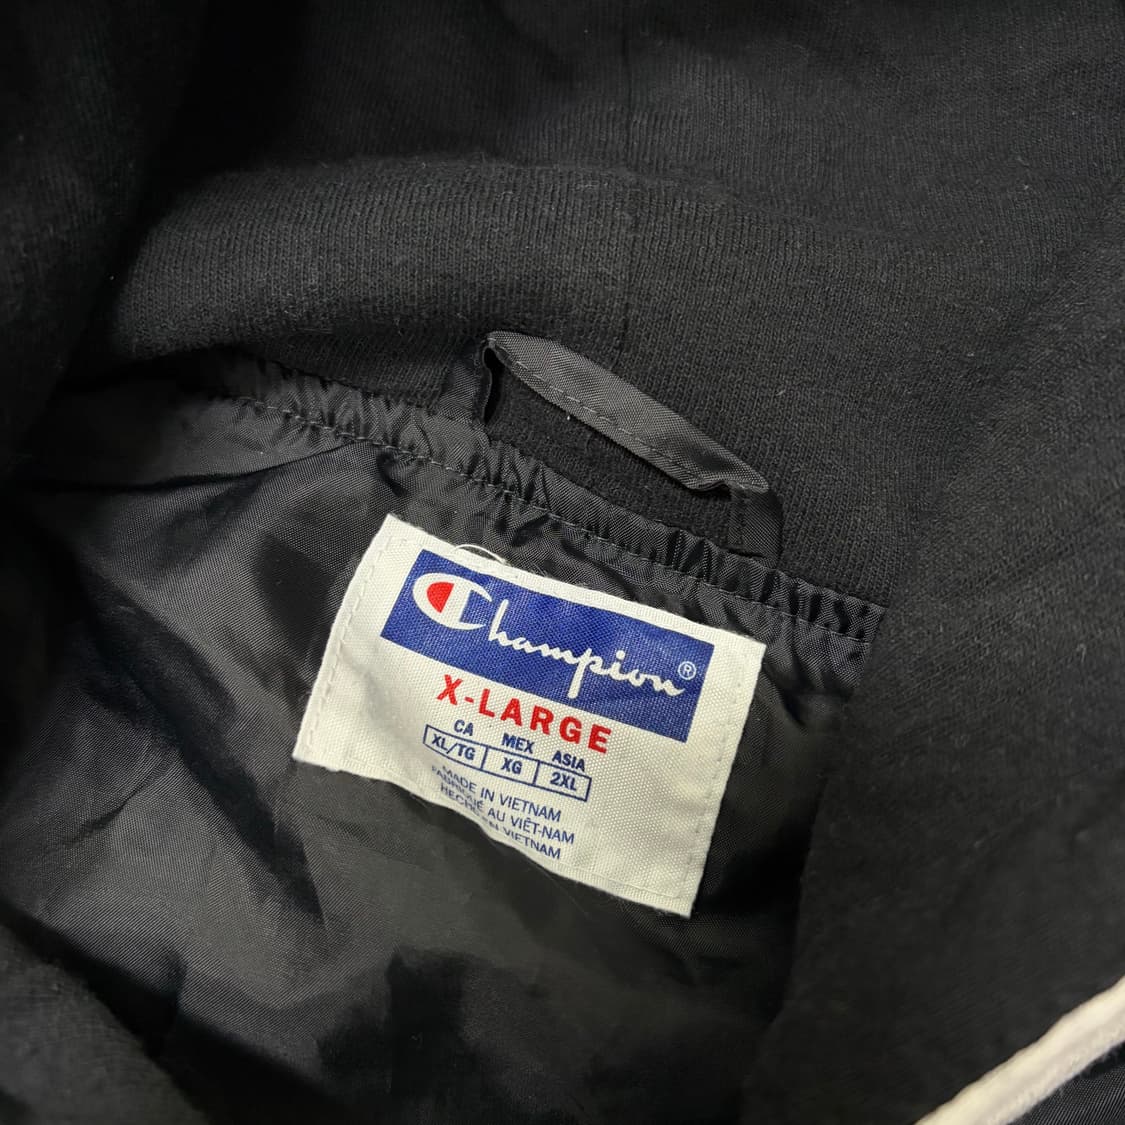 Champion®
X-LARGE
CA MEX ASIA
XL/TG XG 2XL
MADE IN VIETNAM
FABRIQUÉ AU VIÊT-NAM
HECHO EN VIETNAM